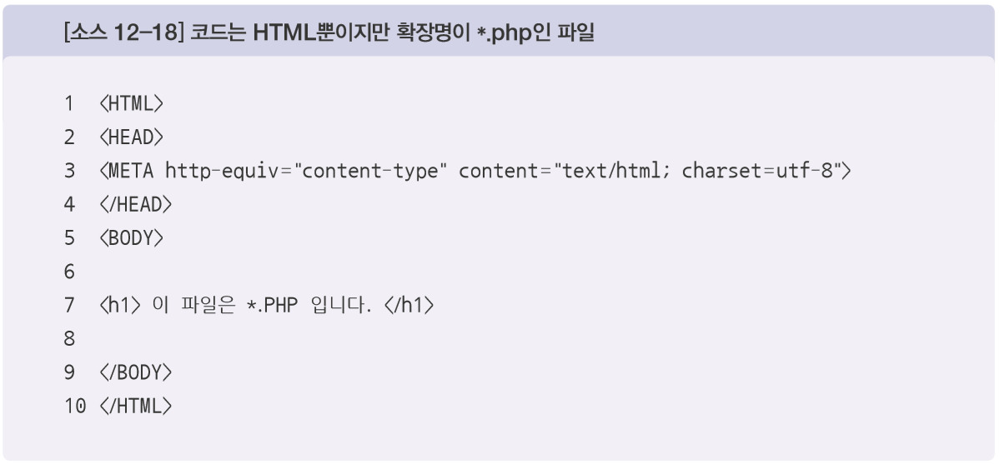 [소스 12-18] 코드는 HTML뿐이지만 확장명이 *.php인 파일
1 <HTML>
2 <HEAD>
3 <META http-equiv="content-type" content="text/html; charset=utf-8">
4 </HEAD>
5 <BODY>
6
7 <h1> 이 파일은 *.PHP 입니다. </h1>
8
9 </BODY>
10 </HTML>